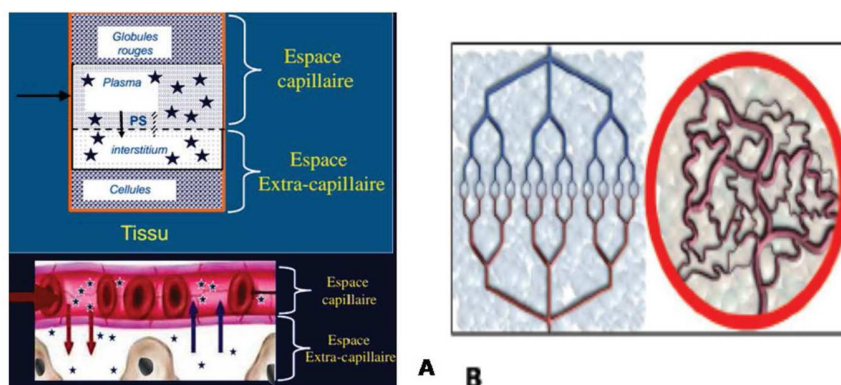 Globules
rouges
Plasma
PS
interstitium
Cellules
Espace
capillaire
Espace
Extra-capillaire
Tissu
Espace
capillaire
Espace
Extra-capillaire
A
B